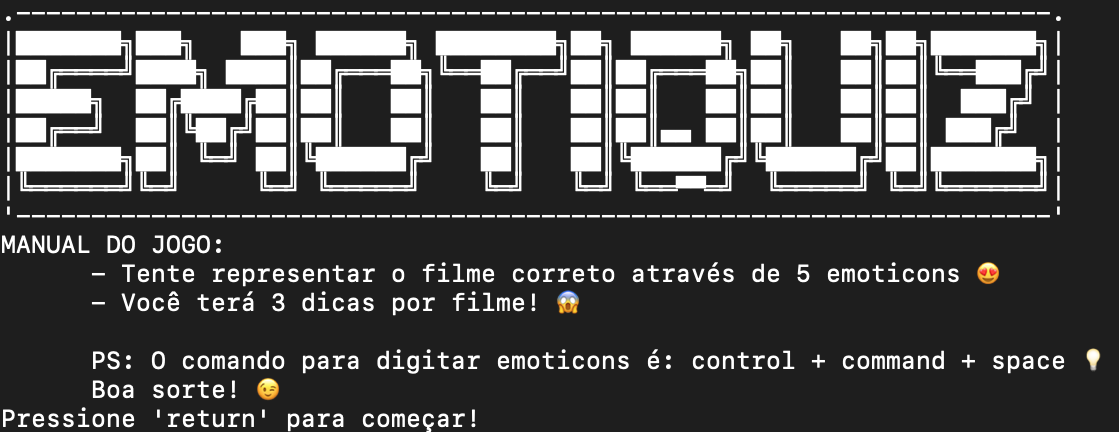 EMOTIQUIZ
MANUAL DO JOGO:
– Tente representar o filme correto através de 5 emoticons 😍
– Você terá 3 dicas por filme! 😱
PS: O comando para digitar emoticons é: control + command + space 💡
Boa sorte! 😉
Pressione 'return' para começar!